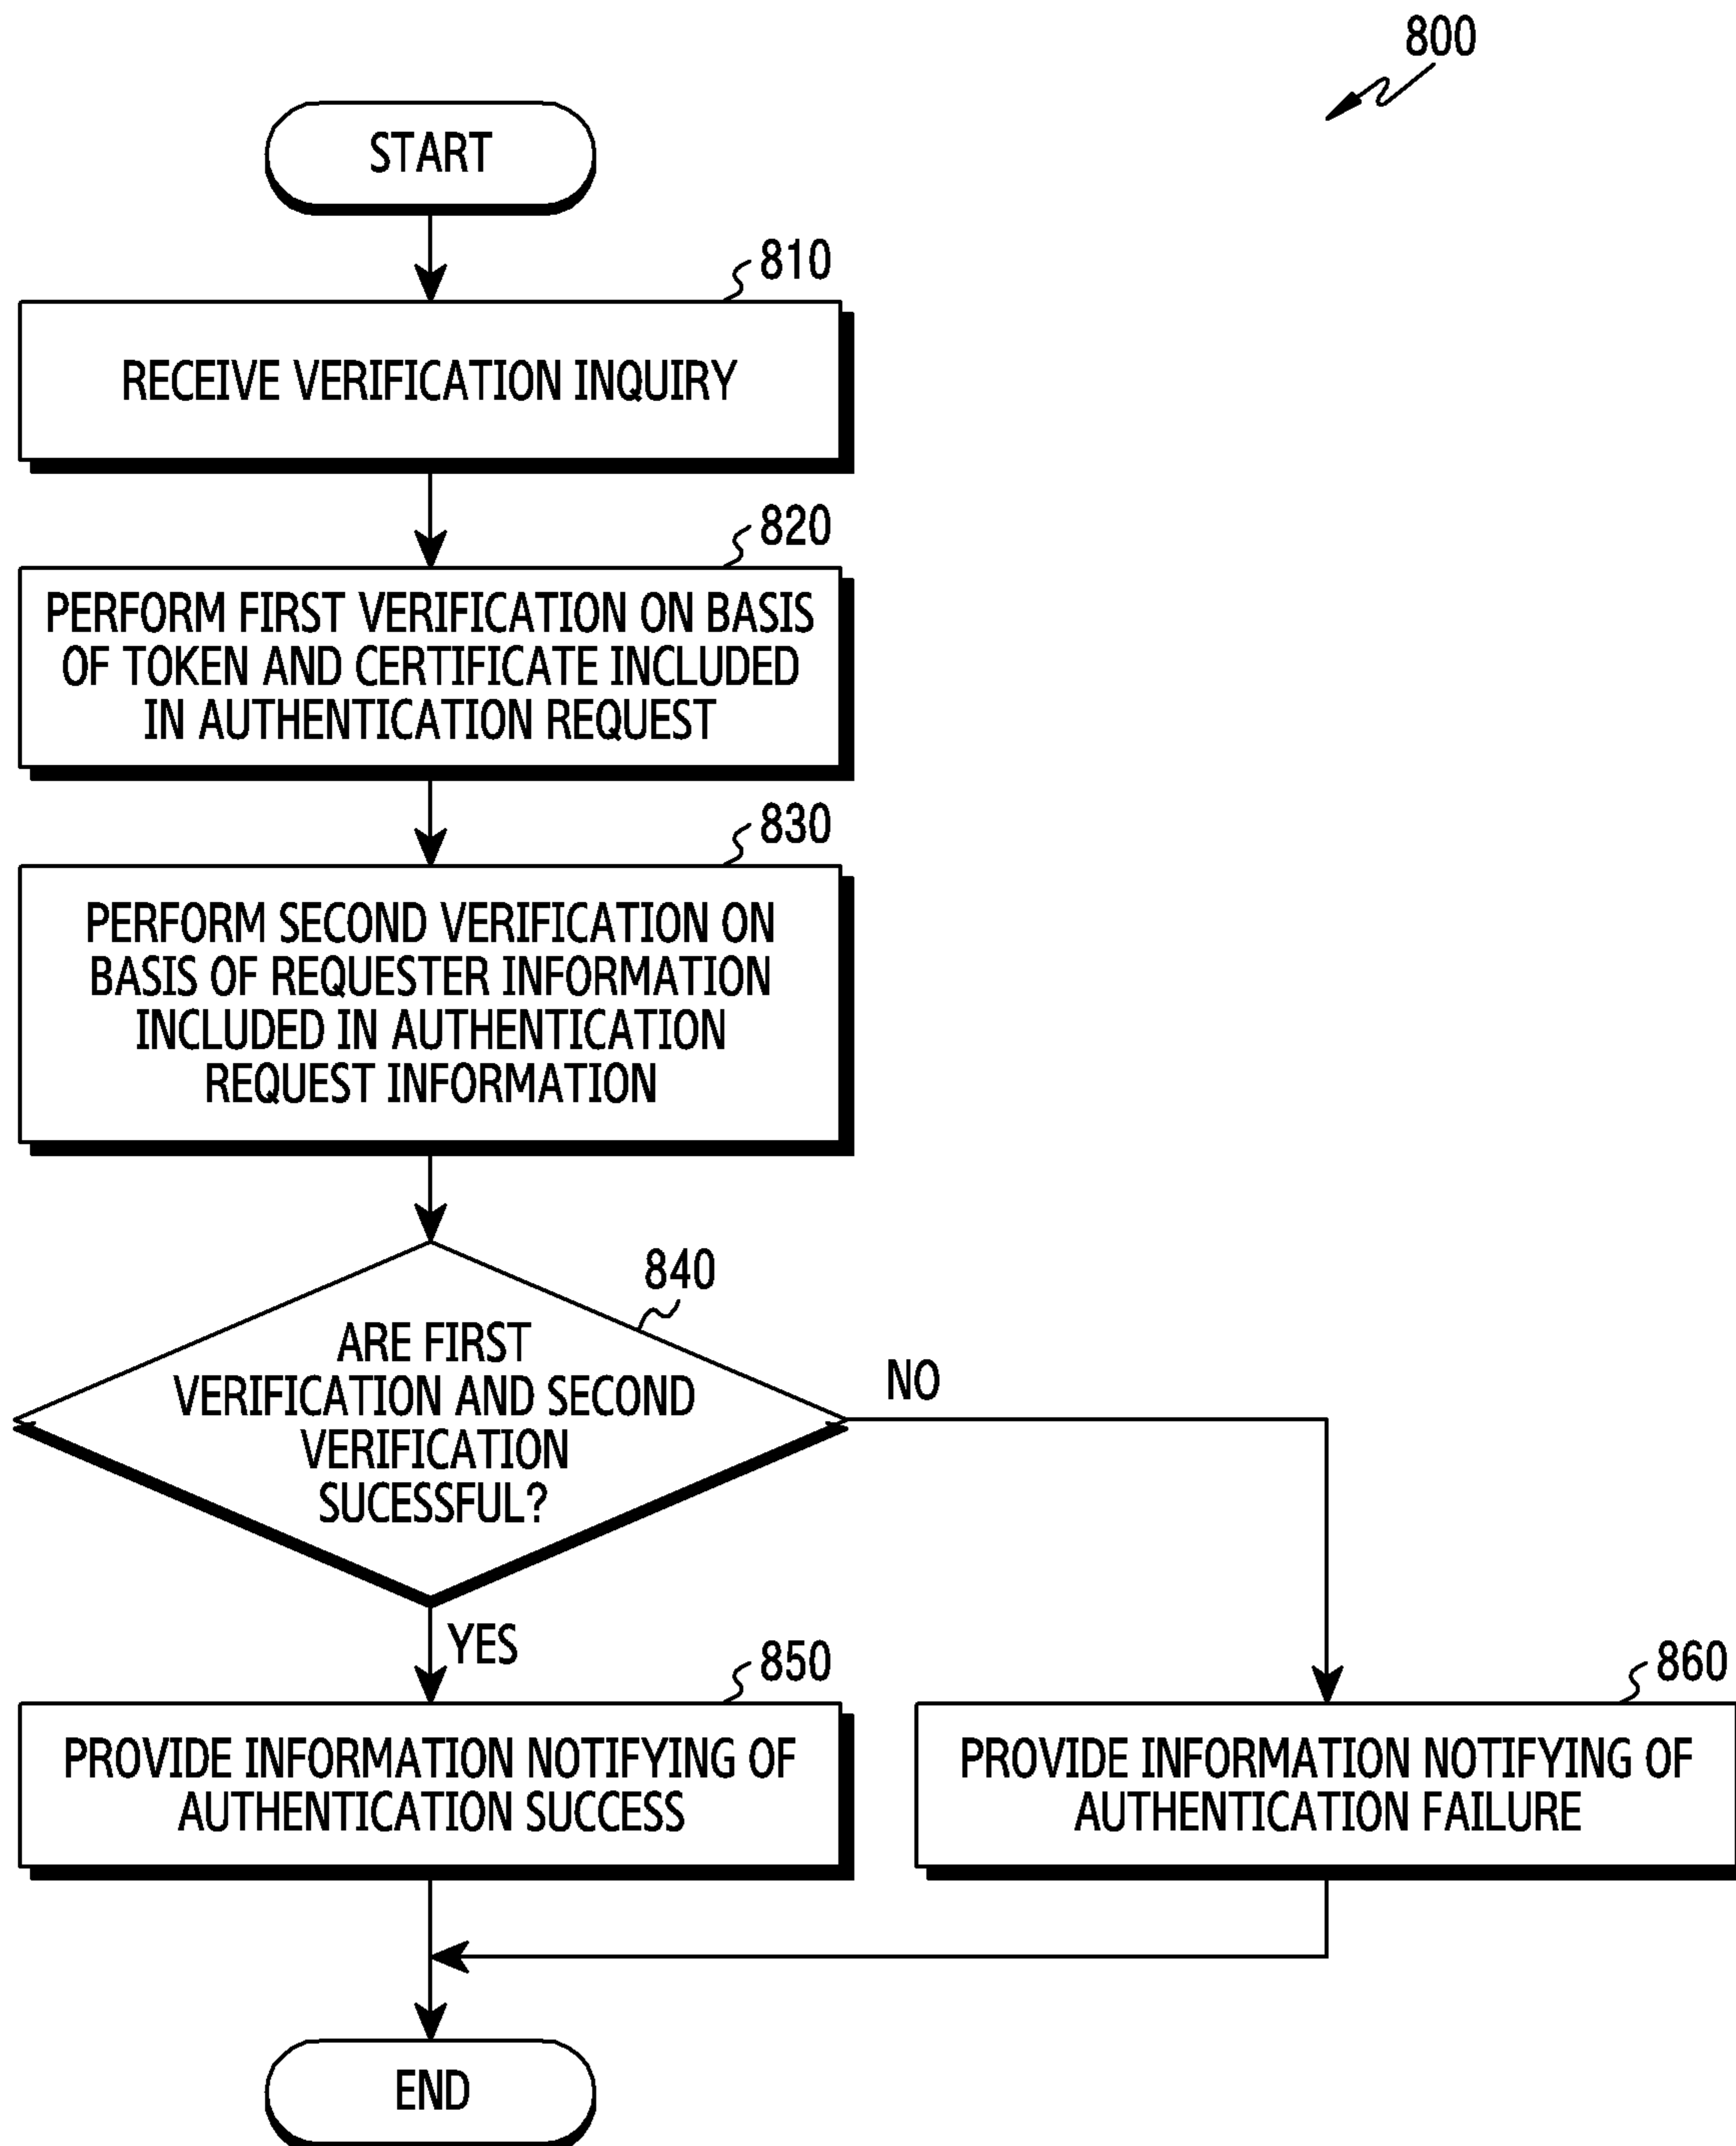 800
START
810
RECEIVE VERIFICATION INQUIRY
820
PERFORM FIRST VERIFICATION ON BASIS
OF TOKEN AND CERTIFICATE INCLUDED
IN AUTHENTICATION REQUEST
830
PERFORM SECOND VERIFICATION ON
BASIS OF REQUESTER INFORMATION
INCLUDED IN AUTHENTICATION
REQUEST INFORMATION
840
ARE FIRST
VERIFICATION AND SECOND
VERIFICATION
SUCESSFUL?
NO
YES
850
PROVIDE INFORMATION NOTIFYING OF
AUTHENTICATION SUCCESS
860
PROVIDE INFORMATION NOTIFYING OF
AUTHENTICATION FAILURE
END